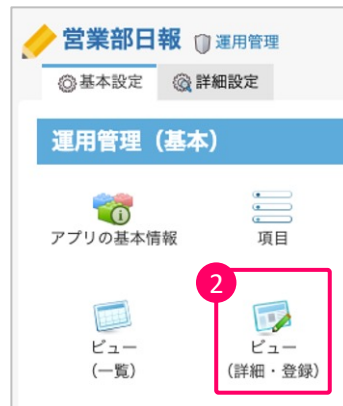 営業部日報 運用管理
基本設定 詳細設定
運用管理（基本）
アプリの基本情報 項目
2
ビュー
（一覧）
ビュー
（詳細・登録）